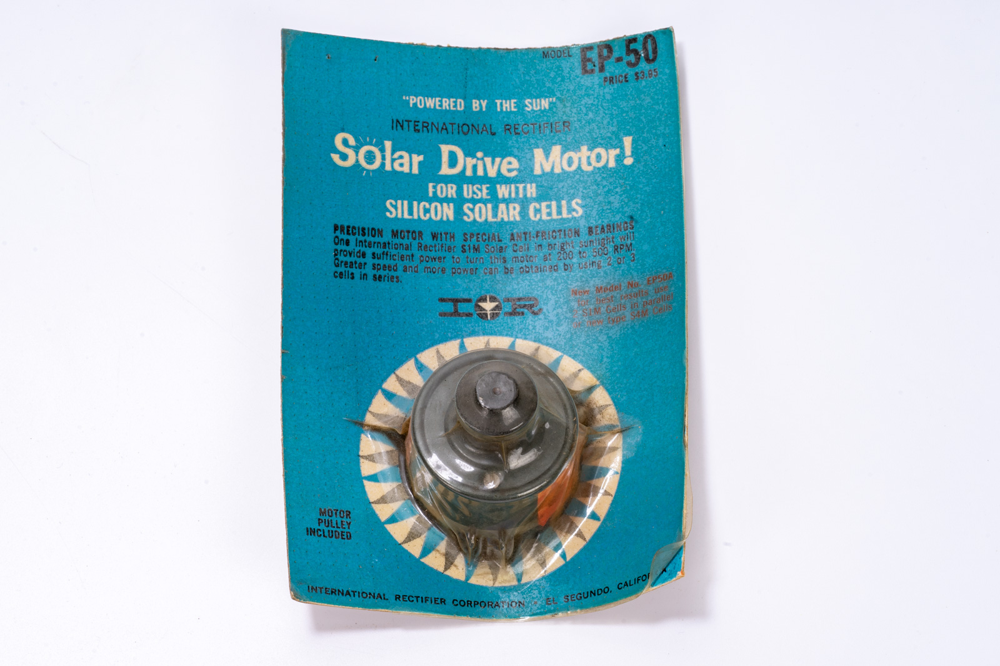 MODEL EP-50
PRICE $3.95
"POWERED BY THE SUN"
INTERNATIONAL RECTIFIER
Solar Drive Motor!
FOR USE WITH
SILICON SOLAR CELLS
PRECISION MOTOR WITH SPECIAL ANTI-FRICTION BEARINGS
One International Rectifier S1M Solar Cell in bright sunlight will
provide sufficient power to turn this motor at 200 to 500 RPM.
Greater speed and more power can be obtained by using 2 or 3
cells in series.
New Model No. EP50A
for best results use
S1M Cells in parallel
or new type S4M Cells
IOR
MOTOR
PULLEY
INCLUDED
INTERNATIONAL RECTIFIER CORPORATION • EL SEGUNDO,